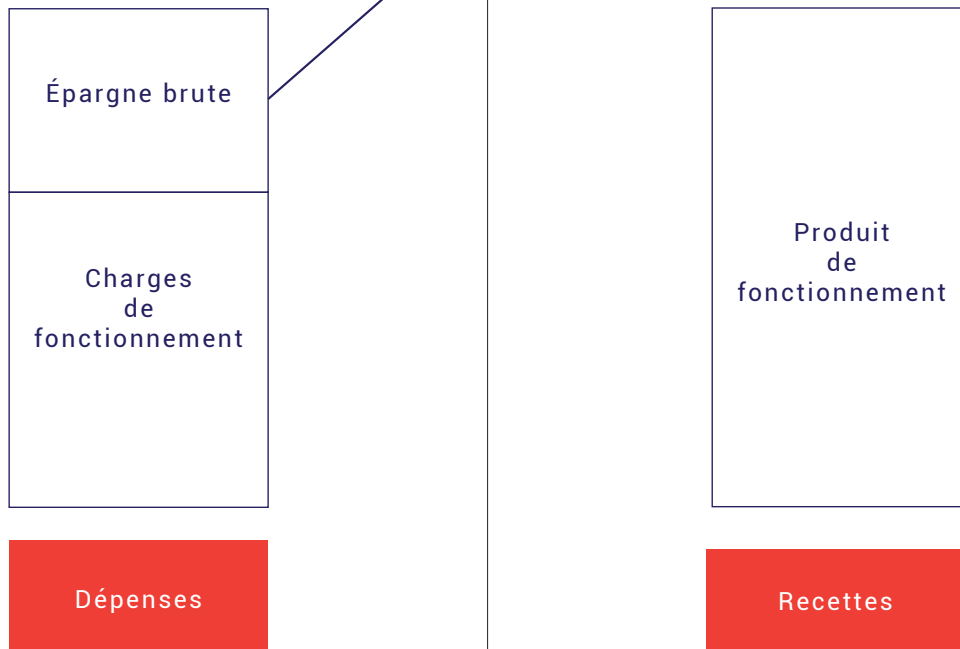 Épargne brute
Charges
de
fonctionnement
Dépenses
Produit
de
fonctionnement
Recettes